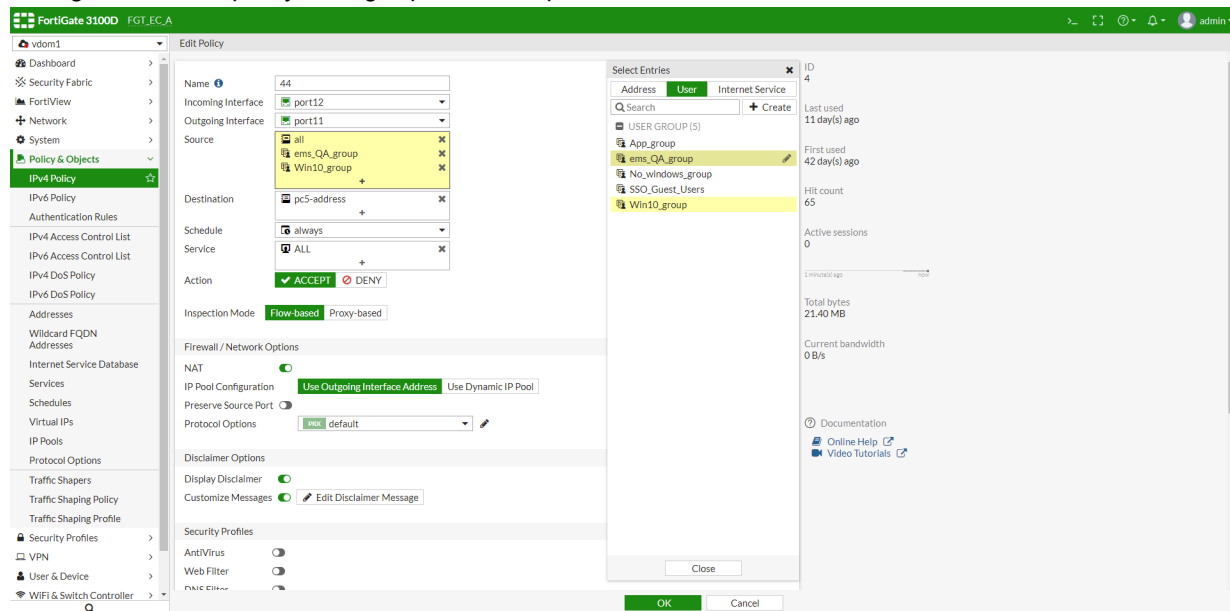 FortiGate 3100D FGT_EC_A
admin
vdom1
Dashboard
Security Fabric
FortiView
Network
System
Policy & Objects
IPv4 Policy
IPv6 Policy
Authentication Rules
IPv4 Access Control List
IPv6 Access Control List
IPv4 DoS Policy
IPv6 DoS Policy
Addresses
Wildcard FQDN
Addresses
Internet Service Database
Services
Schedules
Virtual IPs
IP Pools
Protocol Options
Traffic Shapers
Traffic Shaping Policy
Traffic Shaping Profile
Security Profiles
VPN
User & Device
WiFi & Switch Controller
Edit Policy
Name 44
Incoming Interface port12
Outgoing Interface port11
Source all
ems_QA_group
Win10_group
+
Destination pc5-address
+
Schedule always
Service ALL
+
Action ACCEPT DENY
Inspection Mode Flow-based Proxy-based
Firewall / Network Options
NAT
IP Pool Configuration Use Outgoing Interface Address Use Dynamic IP Pool
Preserve Source Port
Protocol Options PRX default
Disclaimer Options
Display Disclaimer
Customize Messages Edit Disclaimer Message
Security Profiles
AntiVirus
Web Filter
DNS Filter
Select Entries
Address User Internet Service
Search + Create
USER GROUP (5)
App_group
ems_QA_group
No_windows_group
SSO_Guest_Users
Win10_group
Close
OK Cancel
ID
4
Last used
11 day(s) ago
First used
42 day(s) ago
Hit count
65
Active sessions
0
1 minute(s) ago now
Total bytes
21.40 MB
Current bandwidth
0 B/s
Documentation
Online Help
Video Tutorials